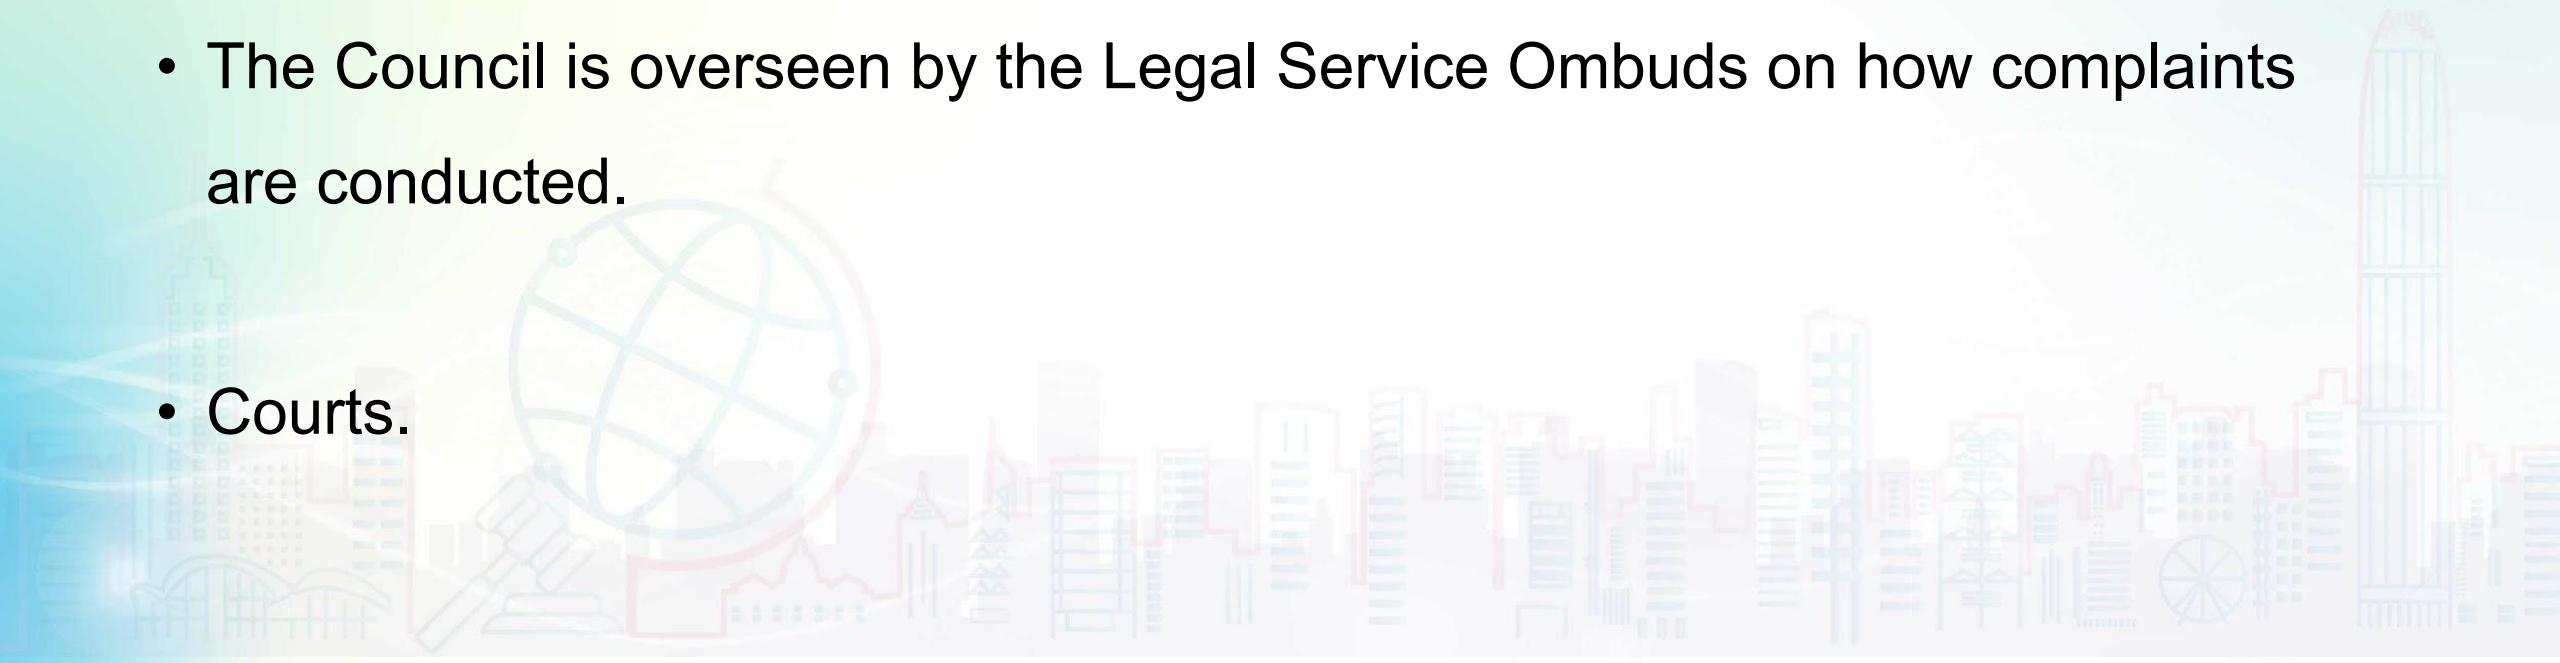 • The Council is overseen by the Legal Service Ombuds on how complaints
are conducted.
• Courts.